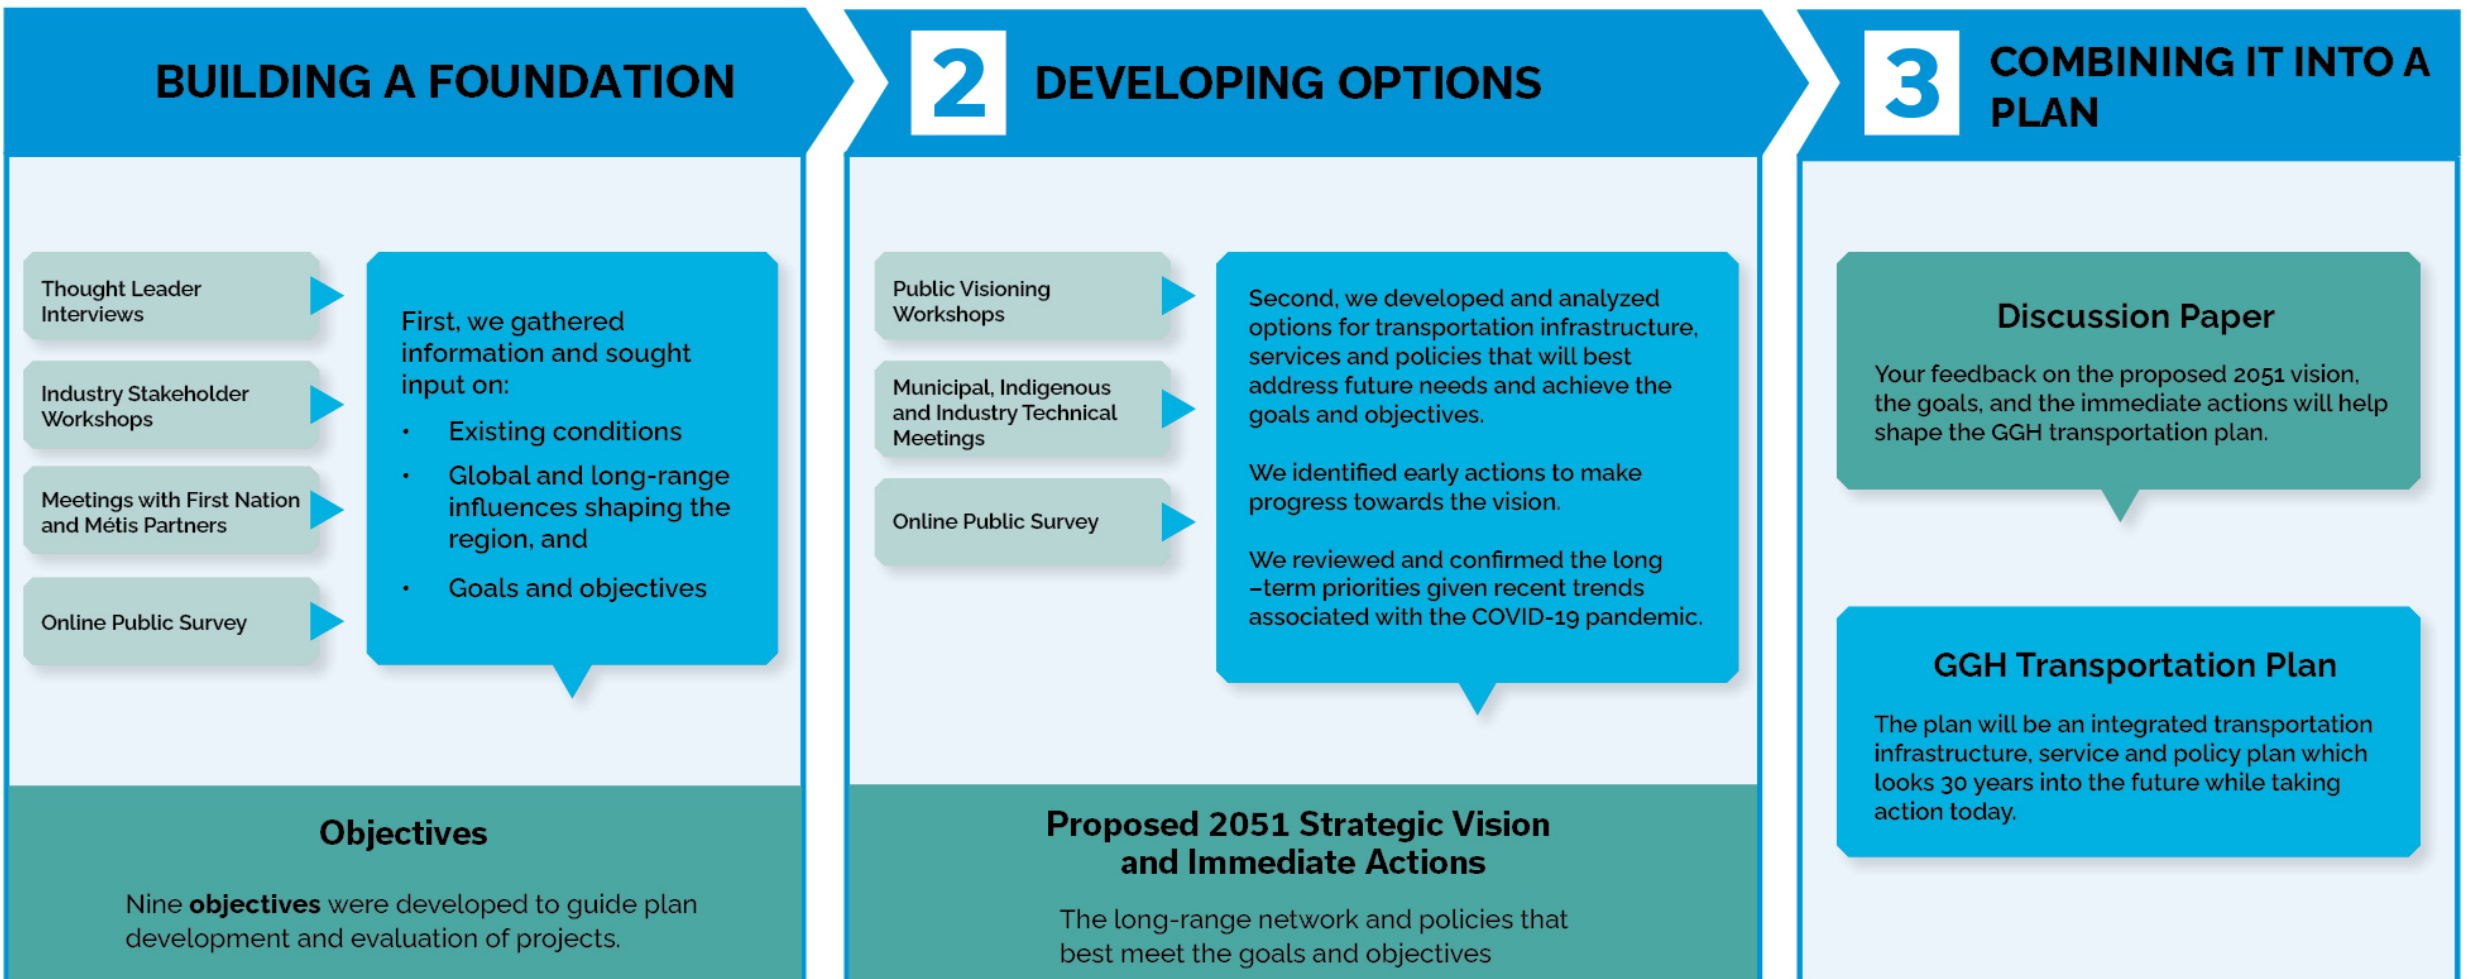 BUILDING A FOUNDATION
Thought Leader
Interviews
Industry Stakeholder
Workshops
Meetings with First Nation
and Métis Partners
Online Public Survey
First, we gathered
information and sought
input on:
• Existing conditions
• Global and long-range
influences shaping the
region, and
• Goals and objectives
Objectives
Nine objectives were developed to guide plan
development and evaluation of projects.
2
DEVELOPING OPTIONS
Public Visioning
Workshops
Municipal, Indigenous
and Industry Technical
Meetings
Online Public Survey
Second, we developed and analyzed
options for transportation infrastructure,
services and policies that will best
address future needs and achieve the
goals and objectives.
We identified early actions to make
progress towards the vision.
We reviewed and confirmed the long
–term priorities given recent trends
associated with the COVID-19 pandemic.
Proposed 2051 Strategic Vision
and Immediate Actions
The long-range network and policies that
best meet the goals and objectives
3
COMBINING IT INTO A
PLAN
Discussion Paper
Your feedback on the proposed 2051 vision,
the goals, and the immediate actions will help
shape the GGH transportation plan.
GGH Transportation Plan
The plan will be an integrated transportation
infrastructure, service and policy plan which
looks 30 years into the future while taking
action today.